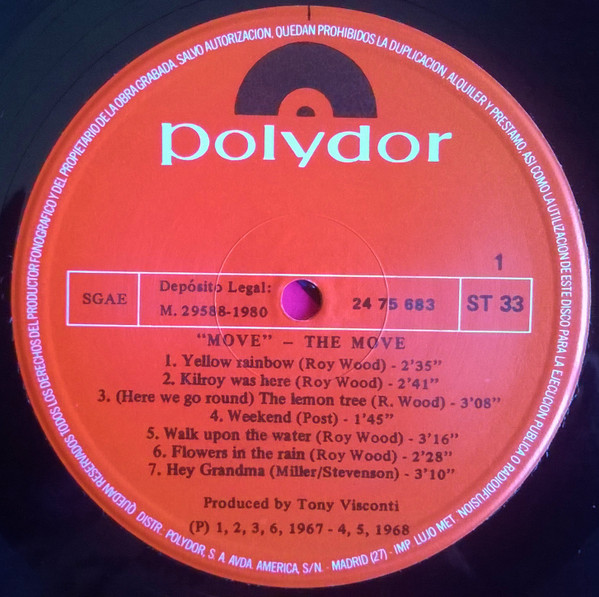 QUEDAN RESERVADOS TODOS LOS DERECHOS DEL PRODUCTOR FONOGRAFICO Y DEL PROPIETARIO DE LA OBRA GRABADA. SALVO AUTORIZACION, QUEDAN PROHIBIDOS LA DUPLICACION, ALQUILER Y PRESTAMO, ASI COMO LA UTILIZACION DE ESTE DISCO PARA LA EJECUCION PUBLICA O RADIODIFUSION
polydor
1
SGAE
Depósito Legal:
M. 29588-1980
24 75 683
ST 33
"MOVE" - THE MOVE
1. Yellow rainbow (Roy Wood) - 2'35"
2. Kilroy was here (Roy Wood) - 2'41"
3. (Here we go round) The lemon tree (R. Wood) - 3'08"
4. Weekend (Post) - 1'45"
5. Walk upon the water (Roy Wood) - 3'16"
6. Flowers in the rain (Roy Wood) - 2'28"
7. Hey Grandma (Miller/Stevenson) - 3'10"
Produced by Tony Visconti
(P) 1, 2, 3, 6, 1967 - 4, 5, 1968
DISTR. POLYDOR, S. A. AVDA. AMERICA, S/N. - MADRID (27) - IMP. LUJO MET.